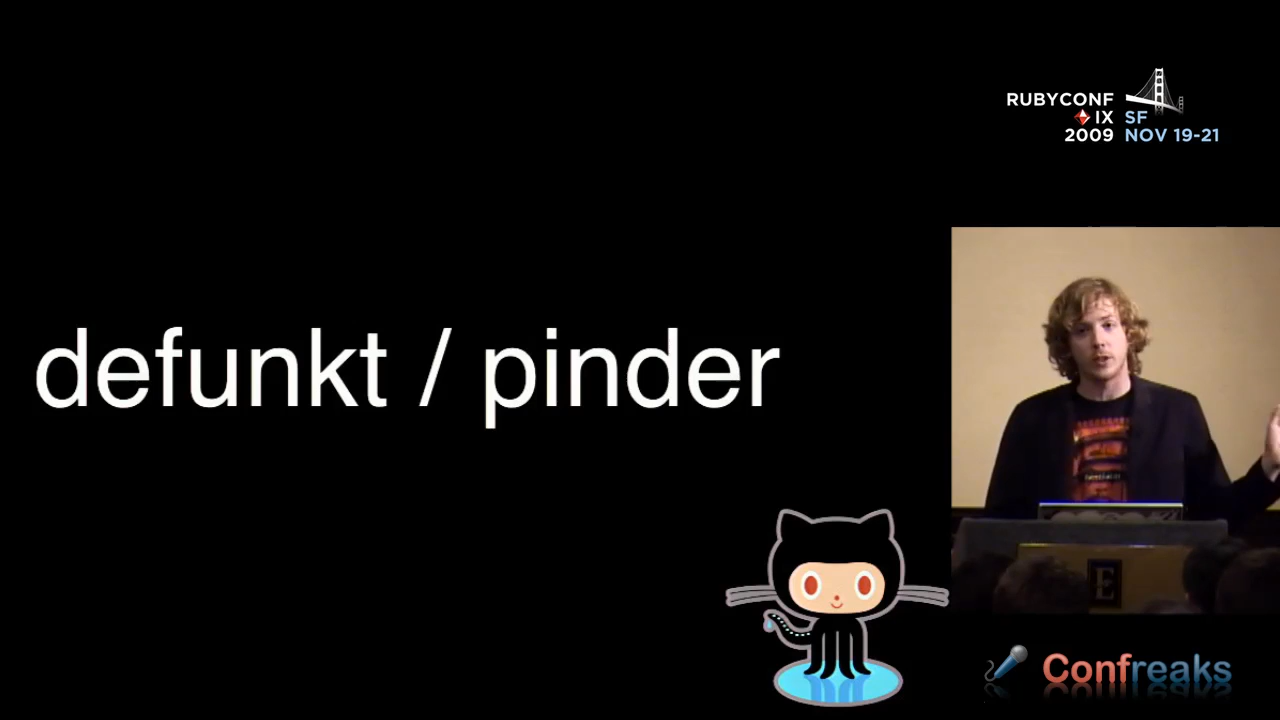 RUBYCONF
IX SF
2009 NOV 19-21
defunkt / pinder
E
Confreaks